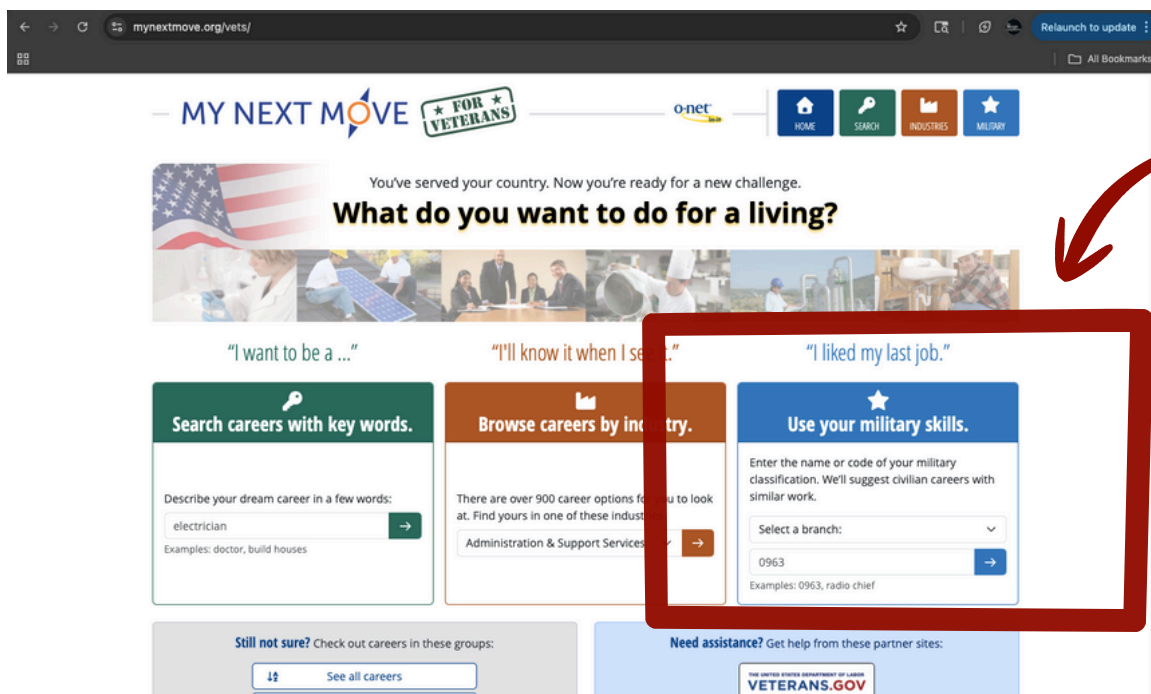 mynextmove.org/vets/
Relaunch to update
All Bookmarks
MY NEXT MOVE
FOR
VETERANS
o·net
HOME
SEARCH
INDUSTRIES
MILITARY
You've served your country. Now you're ready for a new challenge.
What do you want to do for a living?
"I want to be a ..."
Search careers with key words.
Describe your dream career in a few words:
electrician
Examples: doctor, build houses
"I'll know it when I see it."
Browse careers by industry.
There are over 900 career options for you to look
at. Find yours in one of these
Administration & Support Services
"I liked my last job."
Use your military skills.
Enter the name or code of your military
classification. We'll suggest civilian careers with
similar work.
Select a branch:
0963
Examples: 0963, radio chief
Still not sure? Check out careers in these groups:
See all careers
Need assistance? Get help from these partner sites:
THE UNITED STATES DEPARTMENT OF LABOR
VETERANS.GOV